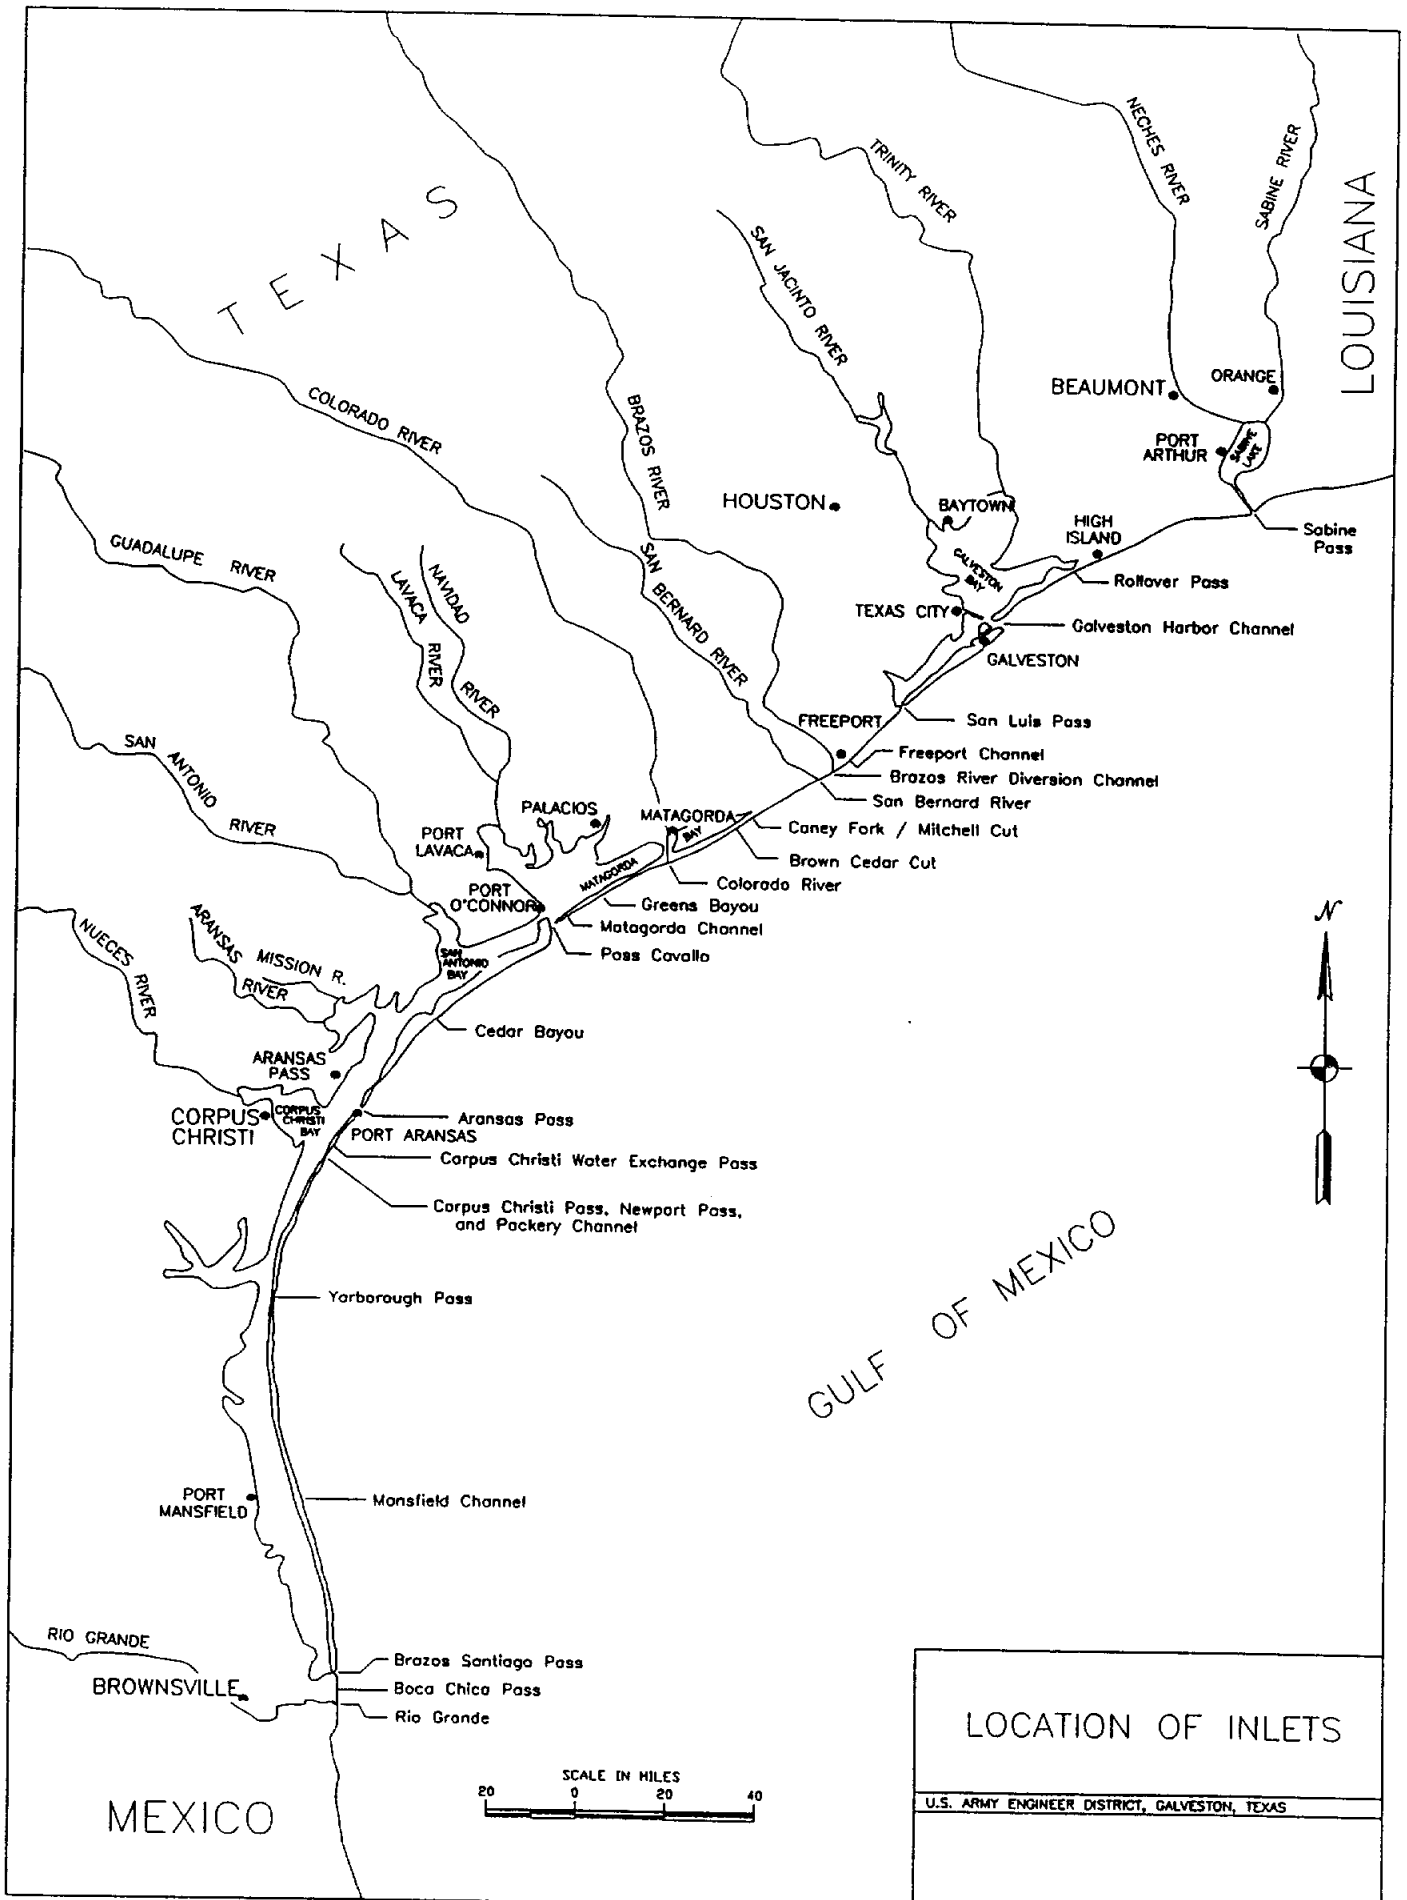 TEXAS
LOUISIANA
NECHES RIVER
SABINE RIVER
TRINITY RIVER
SAN JACINTO RIVER
COLORADO RIVER
BRAZOS RIVER
BEAUMONT
ORANGE
PORT
ARTHUR
SABINE
LAKE
HOUSTON
BAYTOWN
HIGH
ISLAND
Sabine
Pass
GUADALUPE RIVER
SAN BERNARD RIVER
GALVESTON
BAY
Rollover Pass
LAVACA RIVER
NAVIDAD RIVER
TEXAS CITY
Galveston Harbor Channel
GALVESTON
FREEPORT
San Luis Pass
SAN ANTONIO RIVER
Freeport Channel
Brazos River Diversion Channel
San Bernard River
PALACIOS
MATAGORDA
BAY
Caney Fork / Mitchell Cut
PORT
LAVACA
Brown Cedar Cut
MATAGORDA
Colorado River
PORT
O'CONNOR
Greens Bayou
Matagorda Channel
Pass Cavallo
NUECES RIVER
ARANSAS RIVER
MISSION R.
SAN
ANTONIO
BAY
N
Cedar Bayou
ARANSAS
PASS
CORPUS
CHRISTI
CORPUS
CHRISTI
BAY
Aransas Pass
PORT ARANSAS
Corpus Christi Water Exchange Pass
Corpus Christi Pass, Newport Pass,
and Packery Channel
GULF OF MEXICO
Yarborough Pass
PORT
MANSFIELD
Mansfield Channel
RIO GRANDE
Brazos Santiago Pass
BROWNSVILLE
Boca Chica Pass
Rio Grande
MEXICO
SCALE IN MILES
20 0 20 40
LOCATION OF INLETS
U.S. ARMY ENGINEER DISTRICT, GALVESTON, TEXAS